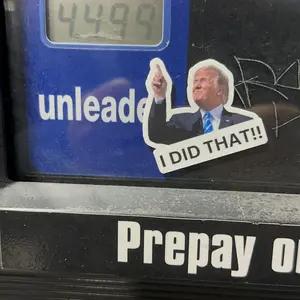 4499
unleade
I DID THAT!!
Prepay o